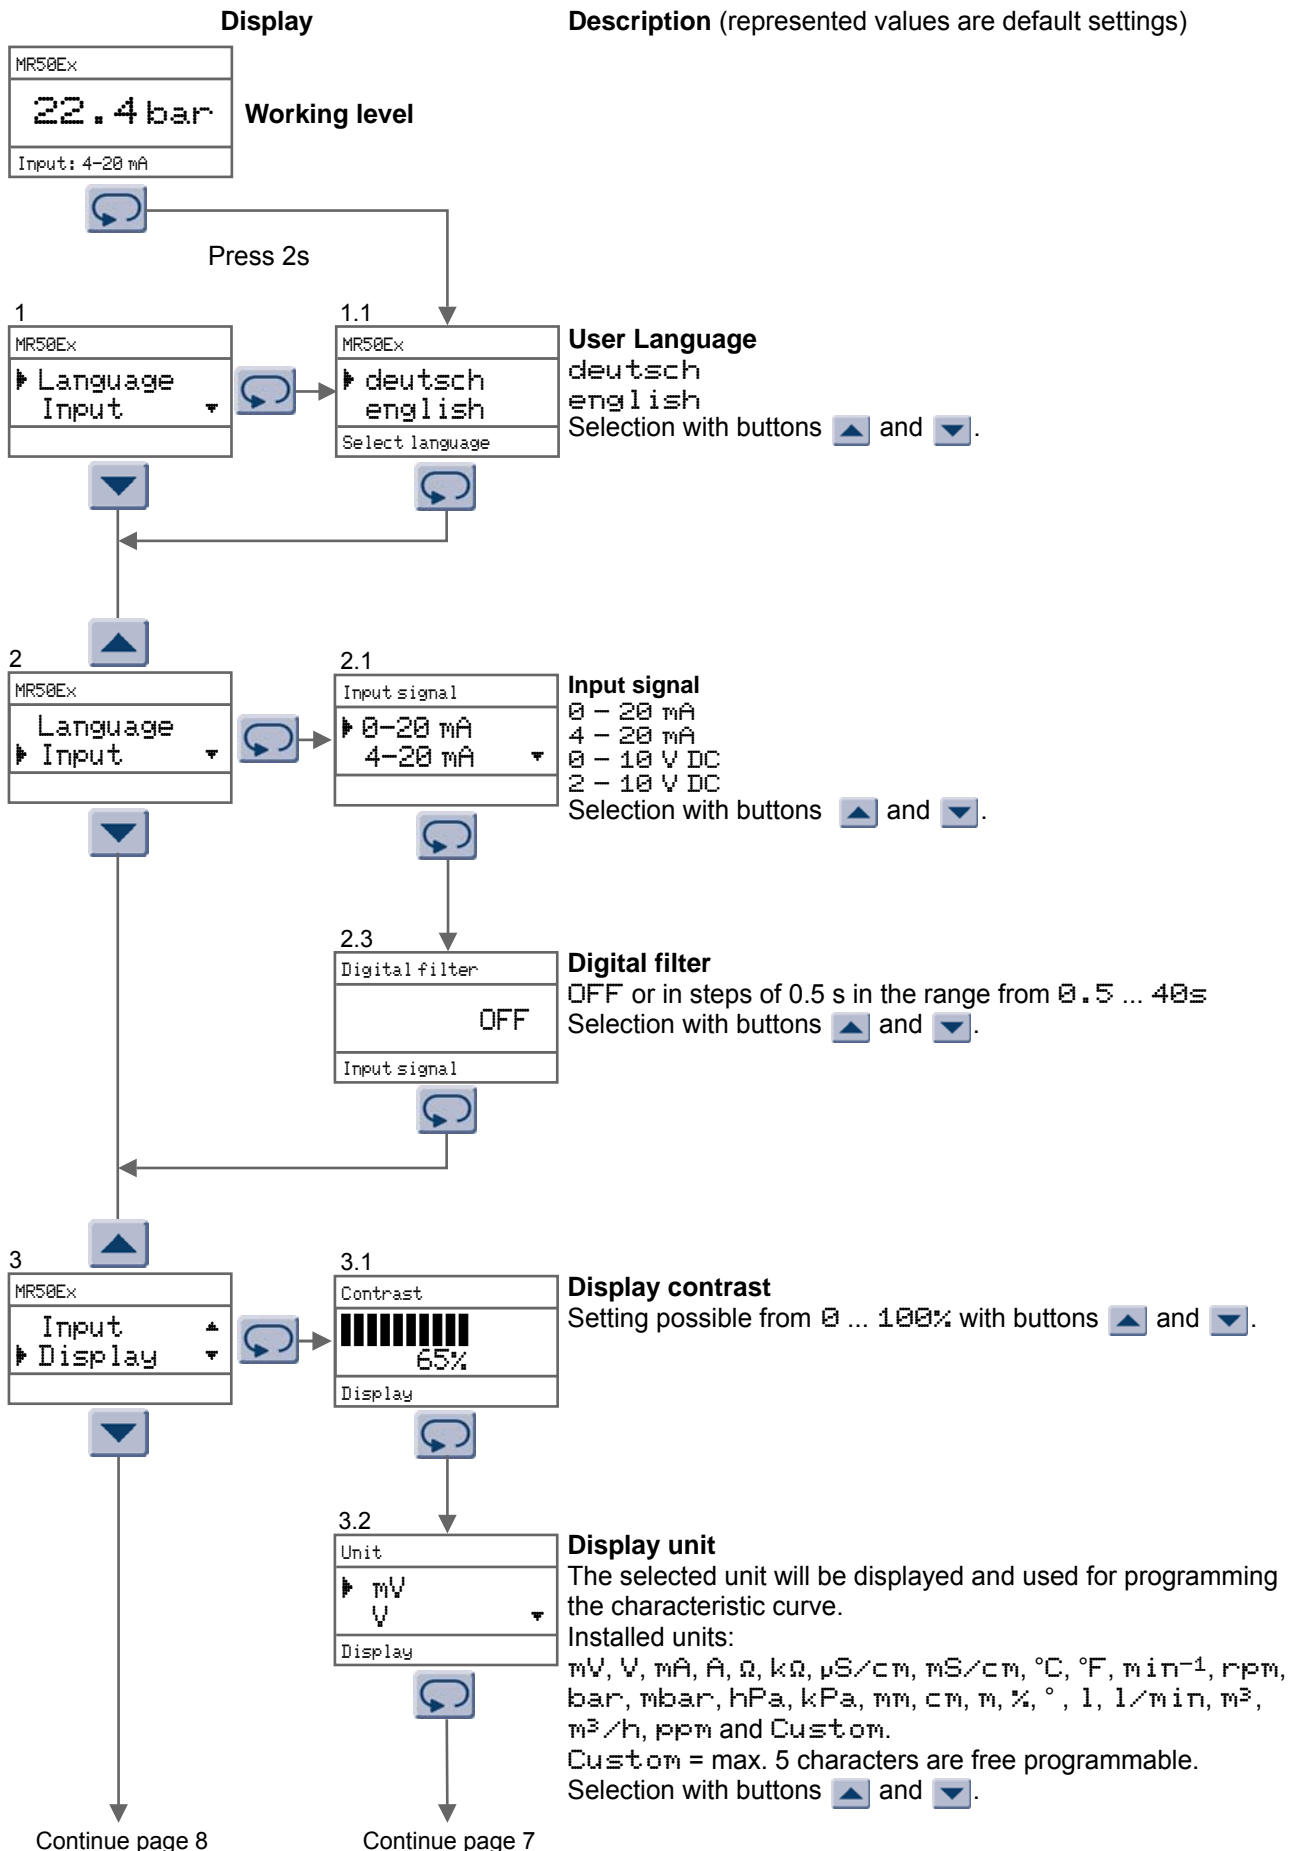 Display
Description (represented values are default settings)
MR50Ex
22.4 bar
Input: 4-20 mA
Working level
Press 2s
1
MR50Ex
Language
Input
1.1
MR50Ex
deutsch
english
Select language
User Language
deutsch
english
Selection with buttons and .
2
MR50Ex
Language
Input
2.1
Input signal
0-20 mA
4-20 mA
Input signal
0 - 20 mA
4 - 20 mA
0 - 10 V DC
2 - 10 V DC
Selection with buttons and .
2.3
Digital filter
OFF
Input signal
Digital filter
OFF or in steps of 0.5 s in the range from 0.5 ... 40s
Selection with buttons and .
3
MR50Ex
Input
Display
3.1
Contrast
65%
Display
Display contrast
Setting possible from 0 ... 100% with buttons and .
3.2
Unit
mV
V
Display
Display unit
The selected unit will be displayed and used for programming
the characteristic curve.
Installed units:
mV, V, mA, A, Ω, kΩ, µS/cm, mS/cm, °C, °F, min⁻¹, rpm,
bar, mbar, hPa, kPa, mm, cm, m, %, °, l, l/min, m³,
m³/h, ppm and Custom.
Custom = max. 5 characters are free programmable.
Selection with buttons and .
Continue page 8
Continue page 7